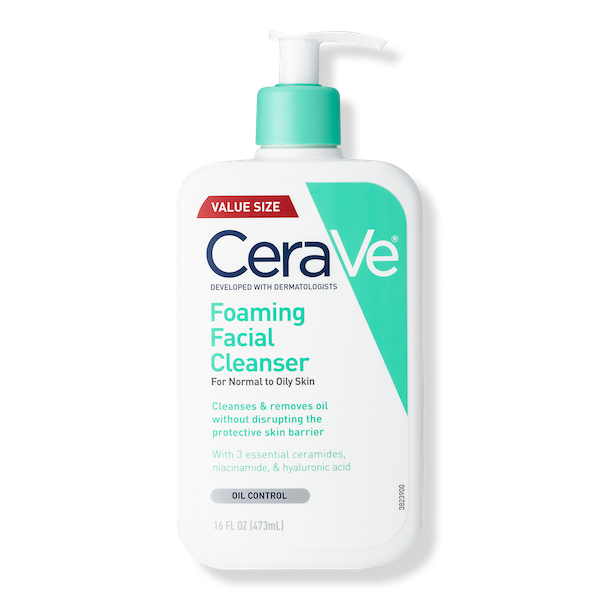 VALUE SIZE
CeraVe®
DEVELOPED WITH DERMATOLOGISTS
Foaming
Facial
Cleanser
For Normal to Oily Skin
Cleanses & removes oil
without disrupting the
protective skin barrier
With 3 essential ceramides,
niacinamide, & hyaluronic acid
OIL CONTROL
16 FL OZ (473mL)
3823900